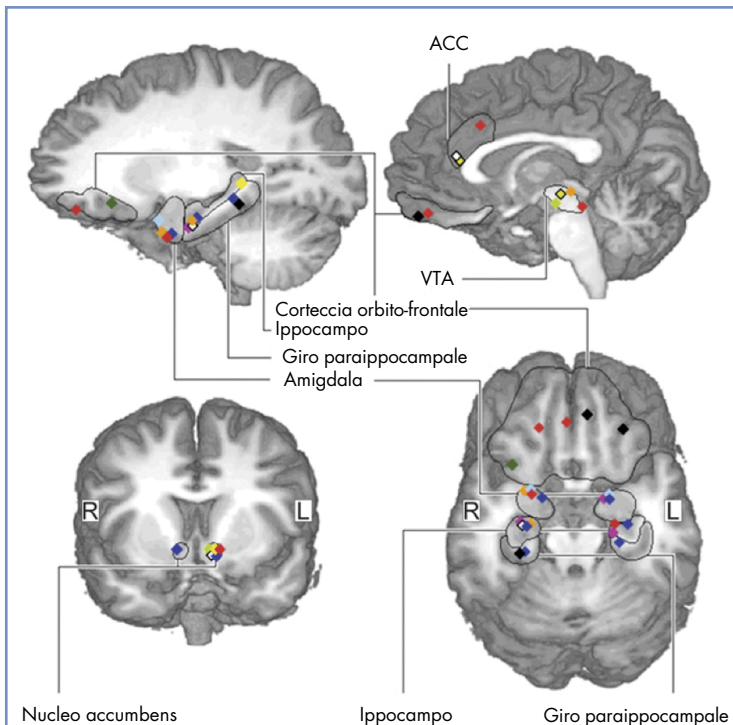 ACC
VTA
Corteccia orbito-frontale
Ippocampo
Giro paraippocampale
Amigdala
R
L
R
L
Nucleo accumbens
Ippocampo
Giro paraippocampale